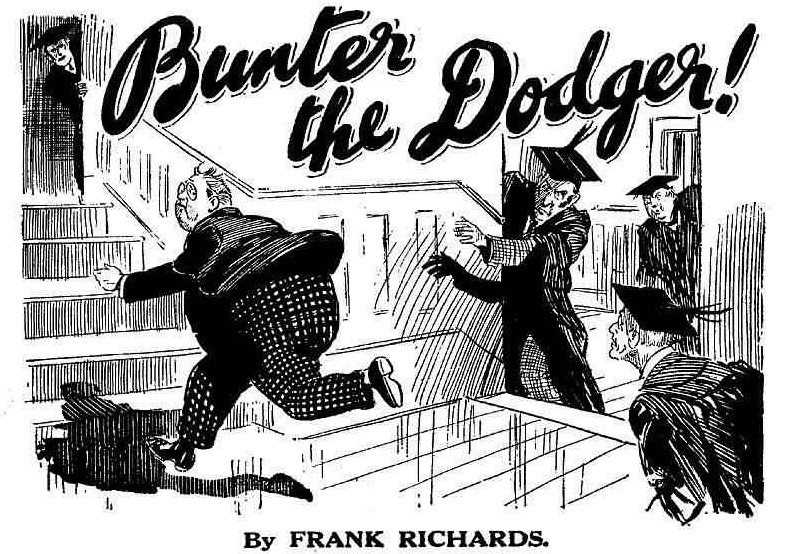 Bunter
the Dodger!
By FRANK RICHARDS.